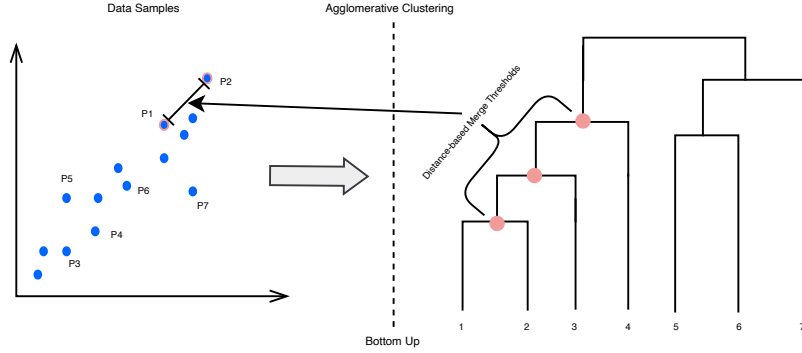 Data Samples
Agglomerative Clustering
P2
P1
Distance-based Merge Thresholds
P5
P6
P7
P4
P3
1
2
3
4
5
6
7
Bottom Up